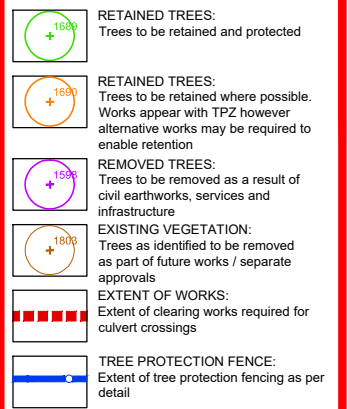 1689
RETAINED TREES:
Trees to be retained and protected
1690
RETAINED TREES:
Trees to be retained where possible.
Works appear with TPZ however
alternative works may be required to
enable retention
1598
REMOVED TREES:
Trees to be removed as a result of
civil earthworks, services and
infrastructure
1803
EXISTING VEGETATION:
Trees as identified to be removed
as part of future works / separate
approvals
EXTENT OF WORKS:
Extent of clearing works required for
culvert crossings
TREE PROTECTION FENCE:
Extent of tree protection fencing as per
detail